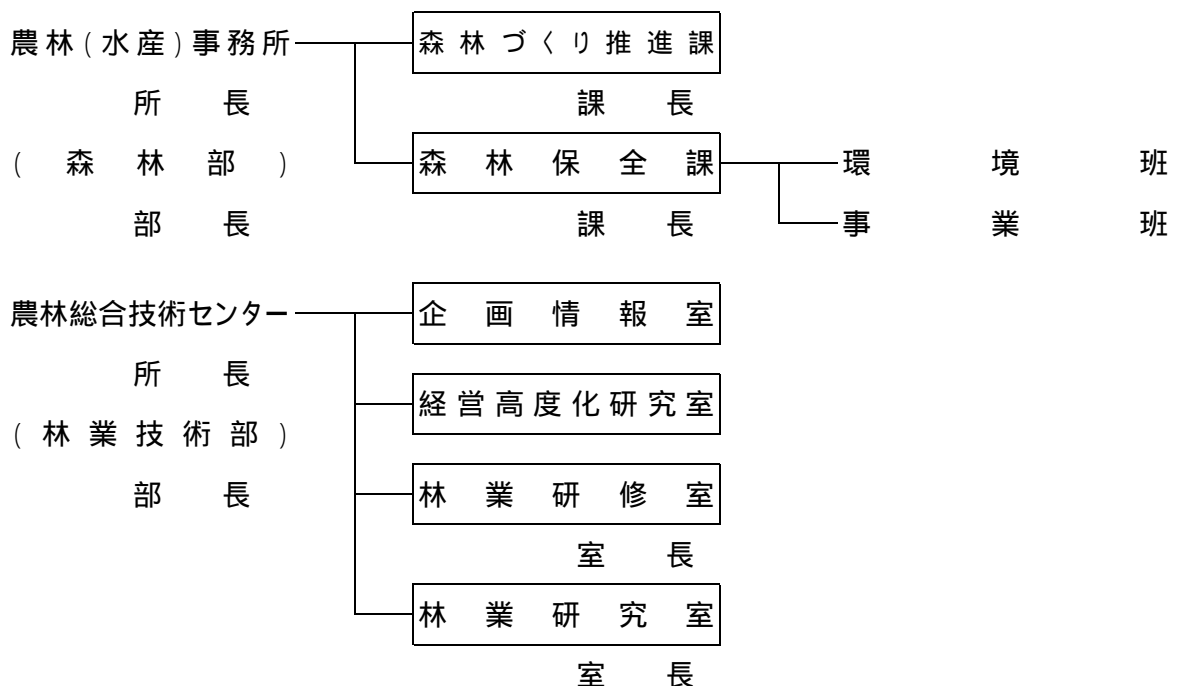 農林(水産)事務所 森林づくり推進課
所長 課長
(森林部) 森林保全課 環境班
部長 課長 事業班
農林総合技術センター 企画情報室
所長 経営高度化研究室
(林業技術部)
部長 林業研修室
室長
林業研究室
室長